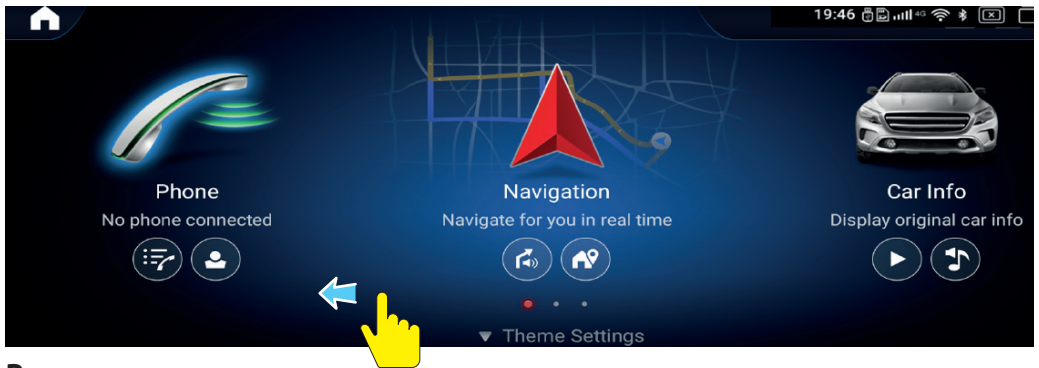 19:46 4G
Phone
No phone connected
Navigation
Navigate for you in real time
Car Info
Display original car info
Theme Settings